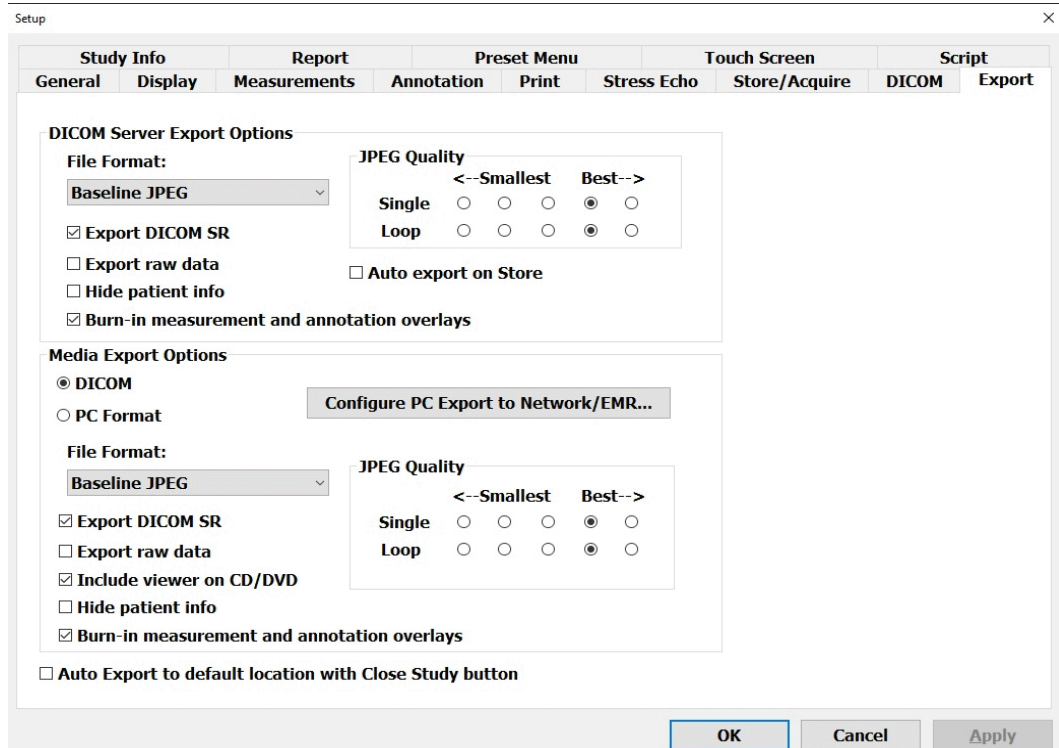 Setup
Study Info Report Preset Menu Touch Screen Script
General Display Measurements Annotation Print Stress Echo Store/Acquire DICOM Export
DICOM Server Export Options
File Format:
Baseline JPEG
Export DICOM SR
Export raw data
Hide patient info
Burn-in measurement and annotation overlays
JPEG Quality
<--Smallest Best-->
Single
Loop
Auto export on Store
Media Export Options
DICOM
PC Format
Configure PC Export to Network/EMR...
File Format:
Baseline JPEG
Export DICOM SR
Export raw data
Include viewer on CD/DVD
Hide patient info
Burn-in measurement and annotation overlays
JPEG Quality
<--Smallest Best-->
Single
Loop
Auto Export to default location with Close Study button
OK Cancel Apply